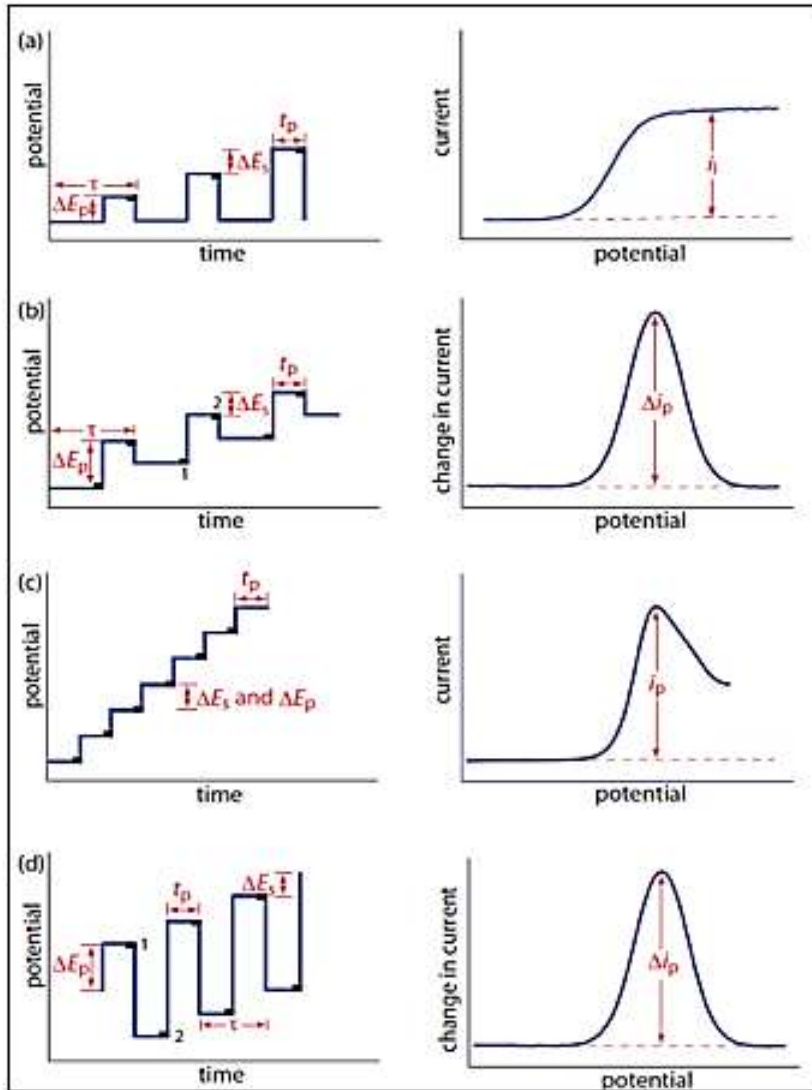 (a)
potential
τ
ΔEp
ΔEs
tp
time
current
il
potential
(b)
potential
τ
ΔEp
1
2
ΔEs
tp
time
change in current
Δip
potential
(c)
potential
tp
ΔEs and ΔEp
time
current
ip
potential
(d)
potential
ΔEp
1
2
tp
τ
ΔEs
time
change in current
Δip
potential